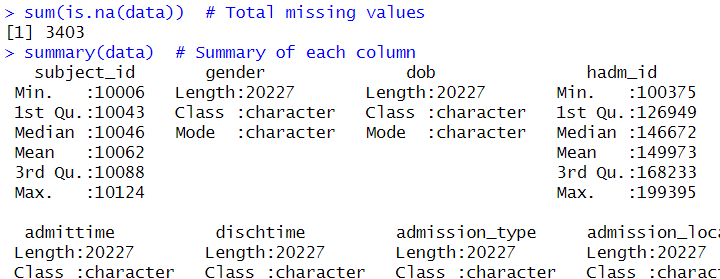 > sum(is.na(data))  # Total missing values
[1] 3403
> summary(data)  # Summary of each column
   subject_id       gender              dob               hadm_id
 Min.   :10006   Length:20227       Length:20227       Min.   :100375
 1st Qu.:10043   Class :character   Class :character   1st Qu.:126949
 Median :10046   Mode  :character   Mode  :character   Median :146672
 Mean   :10062                                         Mean   :149973
 3rd Qu.:10088                                         3rd Qu.:168233
 Max.   :10124                                         Max.   :199395
  admittime          dischtime         admission_type     admission_loca
 Length:20227       Length:20227       Length:20227       Length:20227
 Class :character   Class :character   Class :character   Class :charact